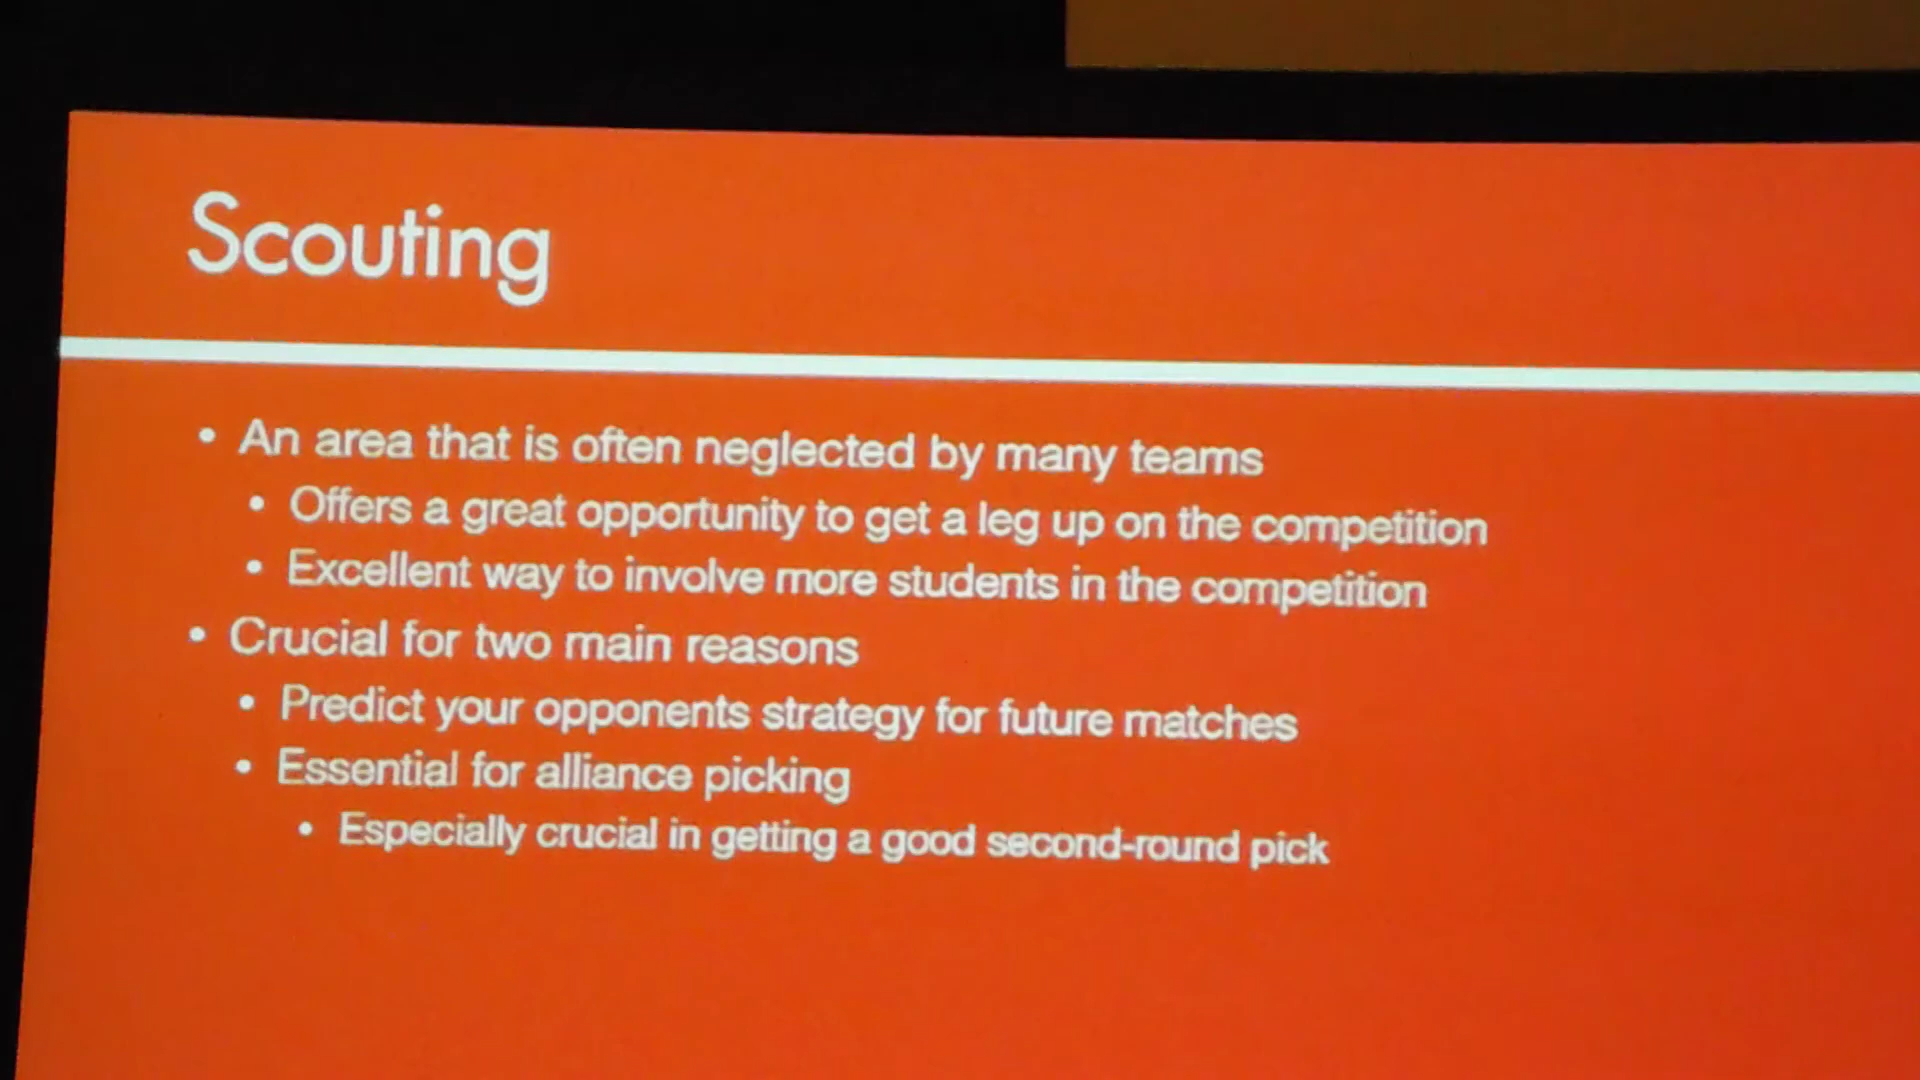 Scouting
• An area that is often neglected by many teams
• Offers a great opportunity to get a leg up on the competition
• Excellent way to involve more students in the competition
• Crucial for two main reasons
• Predict your opponents strategy for future matches
• Essential for alliance picking
• Especially crucial in getting a good second-round pick